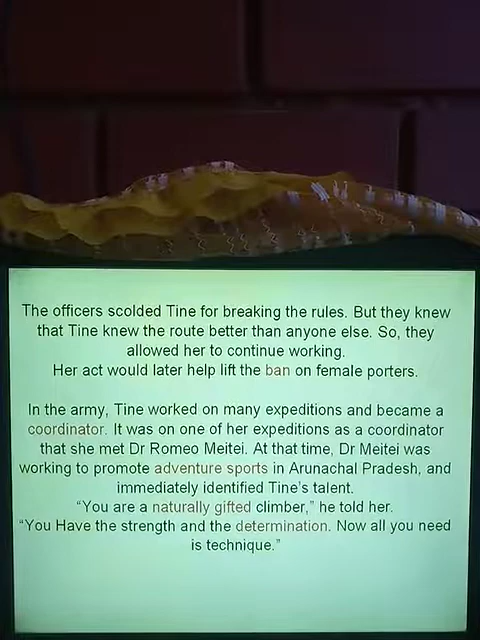 The officers scolded Tine for breaking the rules. But they knew
that Tine knew the route better than anyone else. So, they
allowed her to continue working.
Her act would later help lift the ban on female porters.
In the army, Tine worked on many expeditions and became a
coordinator. It was on one of her expeditions as a coordinator
that she met Dr Romeo Meitei. At that time, Dr Meitei was
working to promote adventure sports in Arunachal Pradesh, and
immediately identified Tine's talent.
"You are a naturally gifted climber," he told her.
"You Have the strength and the determination. Now all you need
is technique."